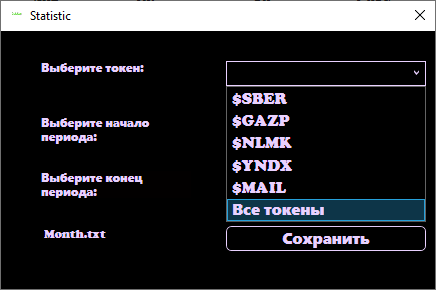 Statistic
Выберите токен:
$SBER
$GAZP
Выберите начало
периода:
$NLMK
$YNDX
Выберите конец
периода:
$MAIL
Все токены
Month.txt
Сохранить